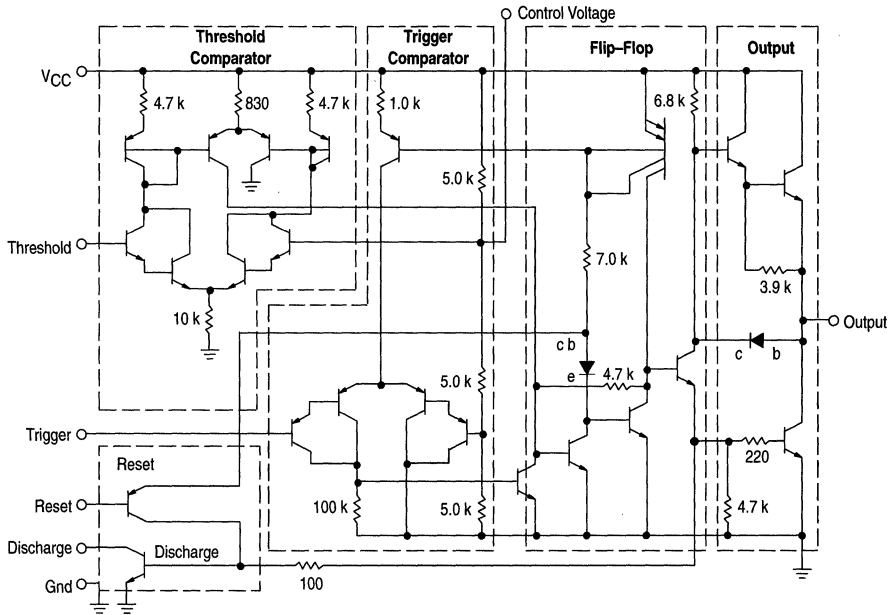 Control Voltage
Threshold
Comparator
Trigger
Comparator
Flip–Flop
Output
VCC
4.7 k
830
4.7 k
1.0 k
6.8 k
5.0 k
Threshold
7.0 k
3.9 k
10 k
Output
c b
c
b
e
4.7 k
5.0 k
Trigger
220
Reset
100 k
5.0 k
4.7 k
Reset
Discharge
Discharge
Gnd
100